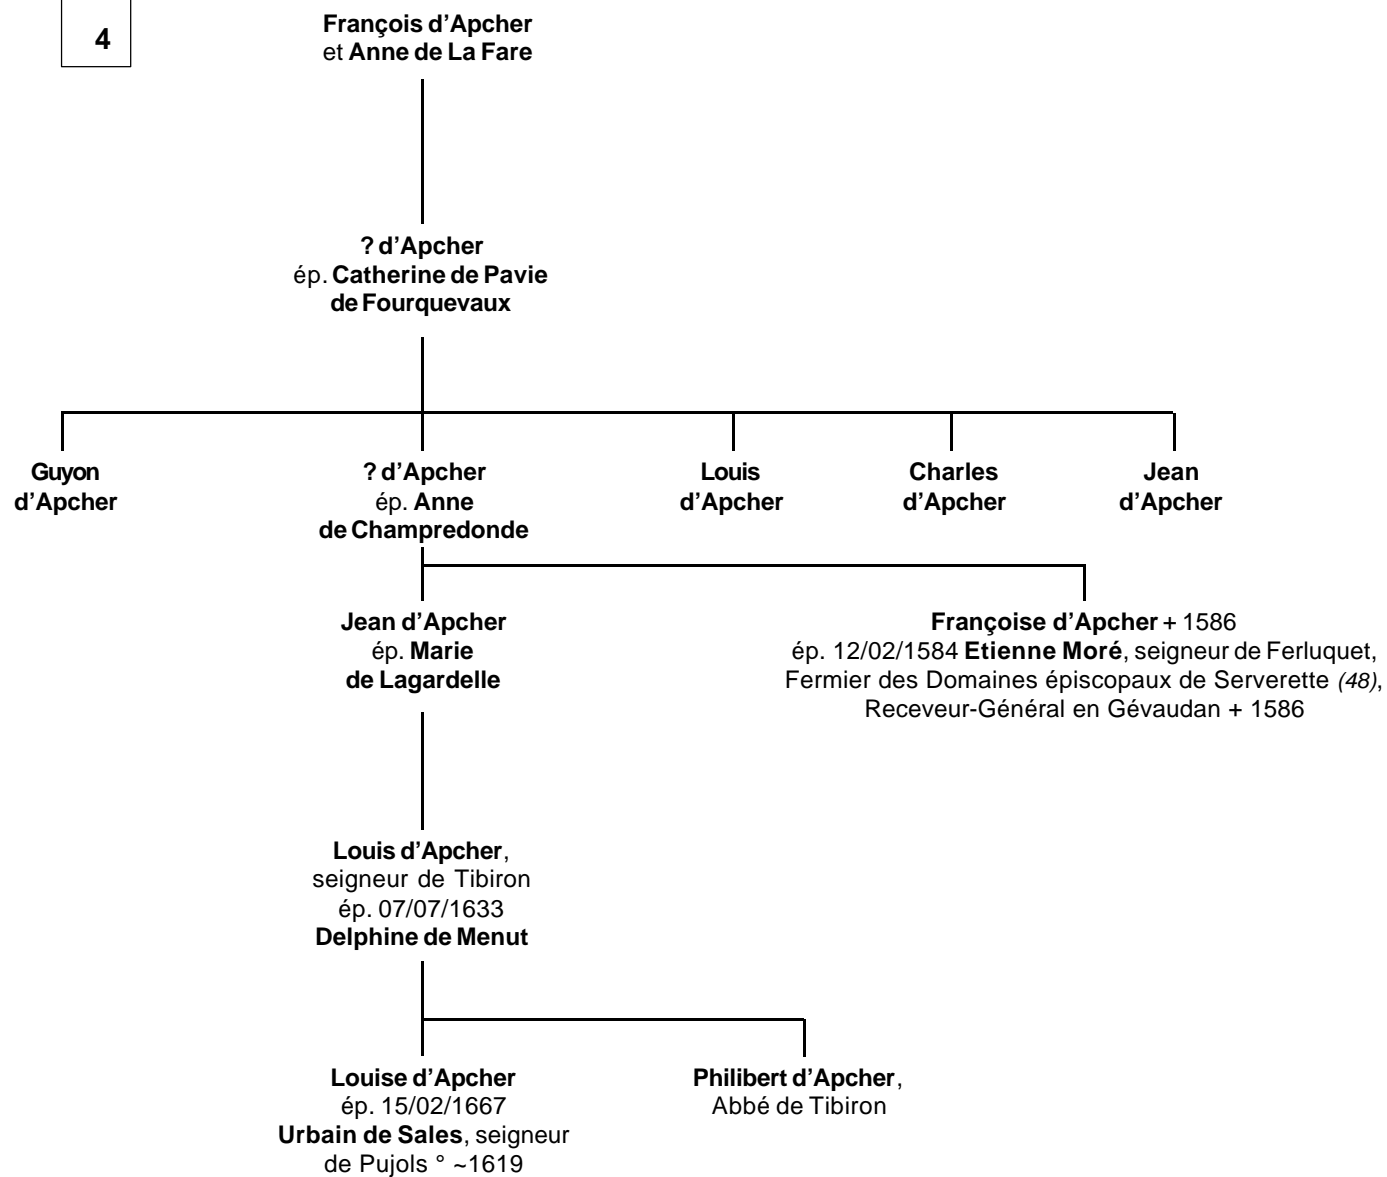 4
François d’Apcher
et Anne de La Fare
? d’Apcher
ép. Catherine de Pavie
de Fourquevaux
Guyon
d’Apcher
? d’Apcher
ép. Anne
de Champredonde
Louis
d’Apcher
Charles
d’Apcher
Jean
d’Apcher
Jean d’Apcher
ép. Marie
de Lagardelle
Françoise d’Apcher + 1586
ép. 12/02/1584 Etienne Moré, seigneur de Ferluquet,
Fermier des Domaines épiscopaux de Serverette (48),
Receveur-Général en Gévaudan + 1586
Louis d’Apcher,
seigneur de Tibiron
ép. 07/07/1633
Delphine de Menut
Louise d’Apcher
ép. 15/02/1667
Urbain de Sales, seigneur
de Pujols ° ~1619
Philibert d’Apcher,
Abbé de Tibiron